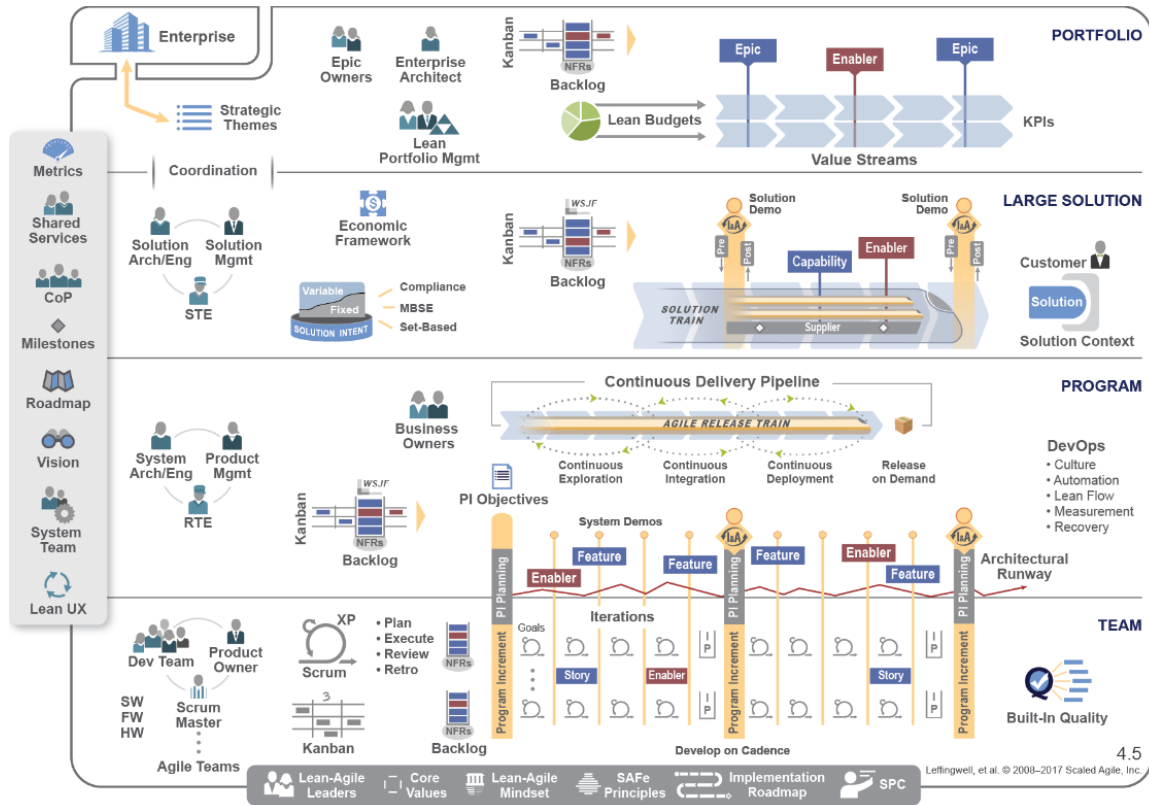 Enterprise
Strategic
Themes
Epic
Owners
Enterprise
Architect
Lean
Portfolio Mgmt
Kanban
NFRs
Backlog
Lean Budgets
Epic
Enabler
Epic
KPIs
Value Streams
PORTFOLIO
Metrics
Shared
Services
CoP
Milestones
Roadmap
Vision
System
Team
Lean UX
Coordination
Solution
Arch/Eng
Solution
Mgmt
STE
Economic
Framework
Variable
Fixed
SOLUTION INTENT
Compliance
MBSE
Set-Based
Kanban
WSJF
NFRs
Backlog
Solution
Demo
I&A
Pre
Post
Capability
Enabler
SOLUTION
TRAIN
Supplier
Solution
Demo
I&A
Pre
Post
LARGE SOLUTION
Customer
Solution
Solution Context
System
Arch/Eng
Product
Mgmt
RTE
Business
Owners
Continuous Delivery Pipeline
AGILE RELEASE TRAIN
Continuous
Exploration
Continuous
Integration
Continuous
Deployment
Release
on Demand
PROGRAM
DevOps
• Culture
• Automation
• Lean Flow
• Measurement
• Recovery
Kanban
WSJF
NFRs
Backlog
PI Objectives
System Demos
Enabler
Feature
Feature
I&A
Feature
Enabler
Feature
I&A
PI Planning
PI Planning
PI Planning
Architectural
Runway
Dev Team
Product
Owner
Scrum
Master
SW
FW
HW
Agile Teams
XP
Scrum
• Plan
• Execute
• Review
• Retro
3
Kanban
NFRs
NFRs
Backlog
Program Increment
Goals
Iterations
Story
Enabler
I
P
I
P
Program Increment
Story
I
P
I
P
Program Increment
Develop on Cadence
TEAM
Built-In Quality
4.5
Leffingwell, et al. © 2008–2017 Scaled Agile, Inc.
Lean-Agile
Leaders
Core
Values
Lean-Agile
Mindset
SAFe
Principles
Implementation
Roadmap
SPC